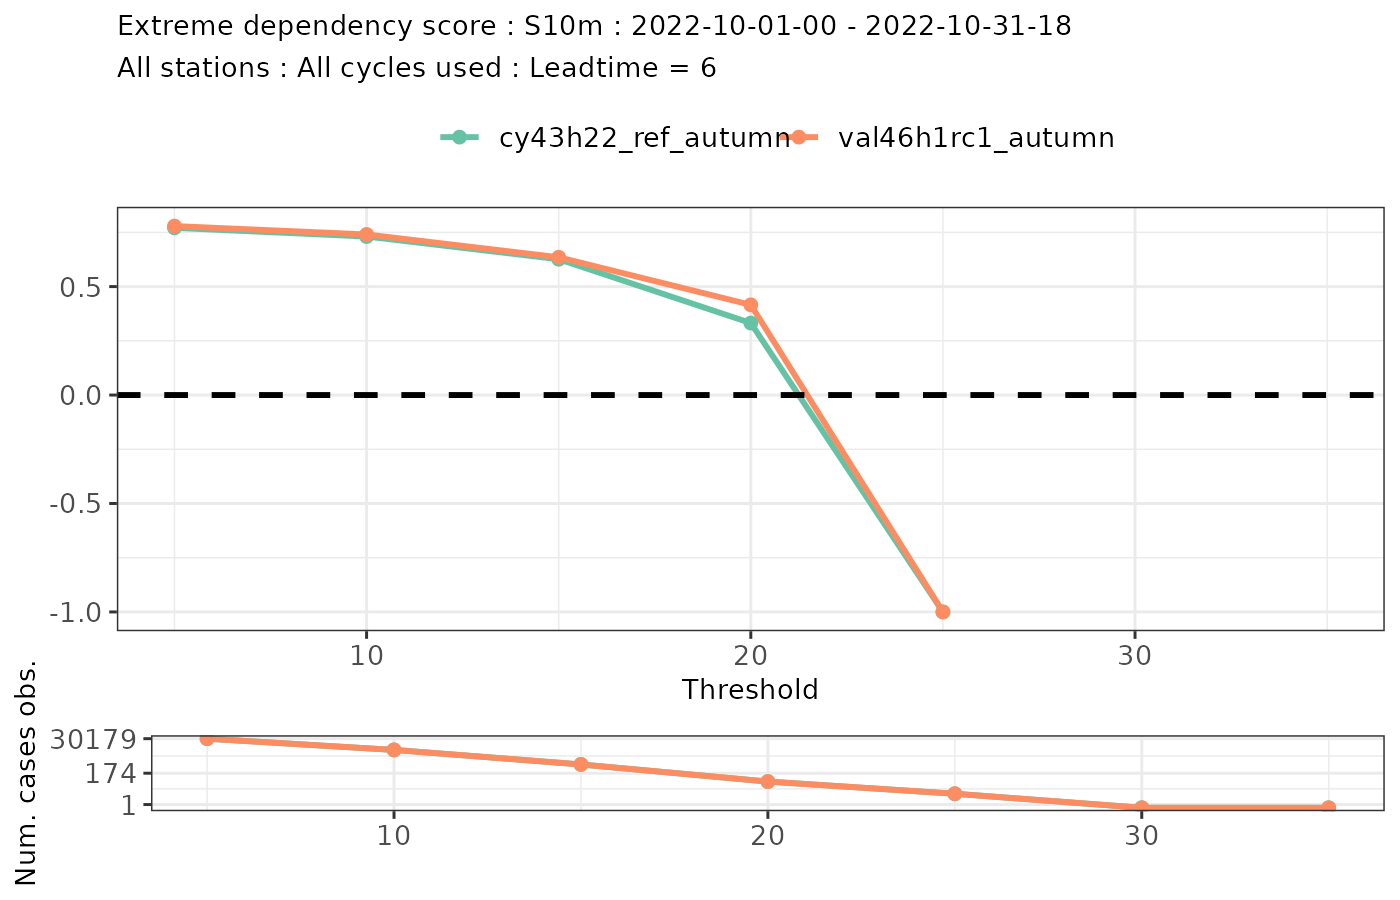 Extreme dependency score : S10m : 2022-10-01-00 - 2022-10-31-18
All stations : All cycles used : Leadtime = 6
cy43h22_ref_autumn val46h1rc1_autumn
0.5
0.0
-0.5
-1.0
10 20 30
Threshold
Num. cases obs.
30179
174
1
10 20 30